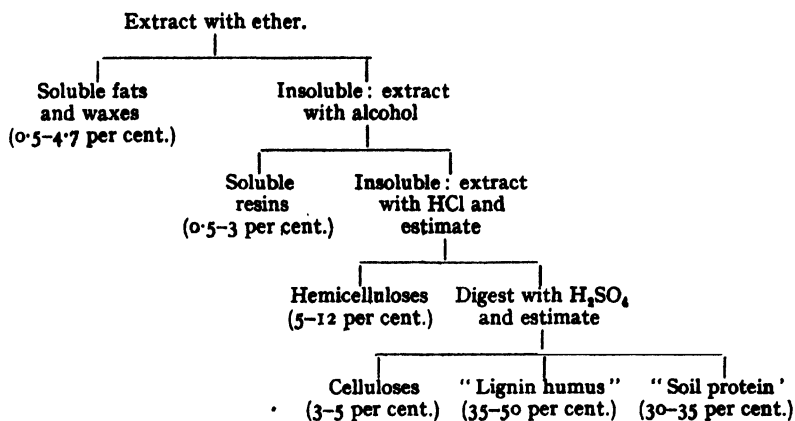 Extract with ether.
Soluble fats
and waxes
(0·5–4·7 per cent.)
Insoluble: extract
with alcohol
Soluble
resins
(0·5–3 per cent.)
Insoluble: extract
with HCl and
estimate
Hemicelluloses
(5–12 per cent.)
Digest with H₂SO₄
and estimate
Celluloses
(3–5 per cent.)
"Lignin humus"
(35–50 per cent.)
"Soil protein'
(30–35 per cent.)